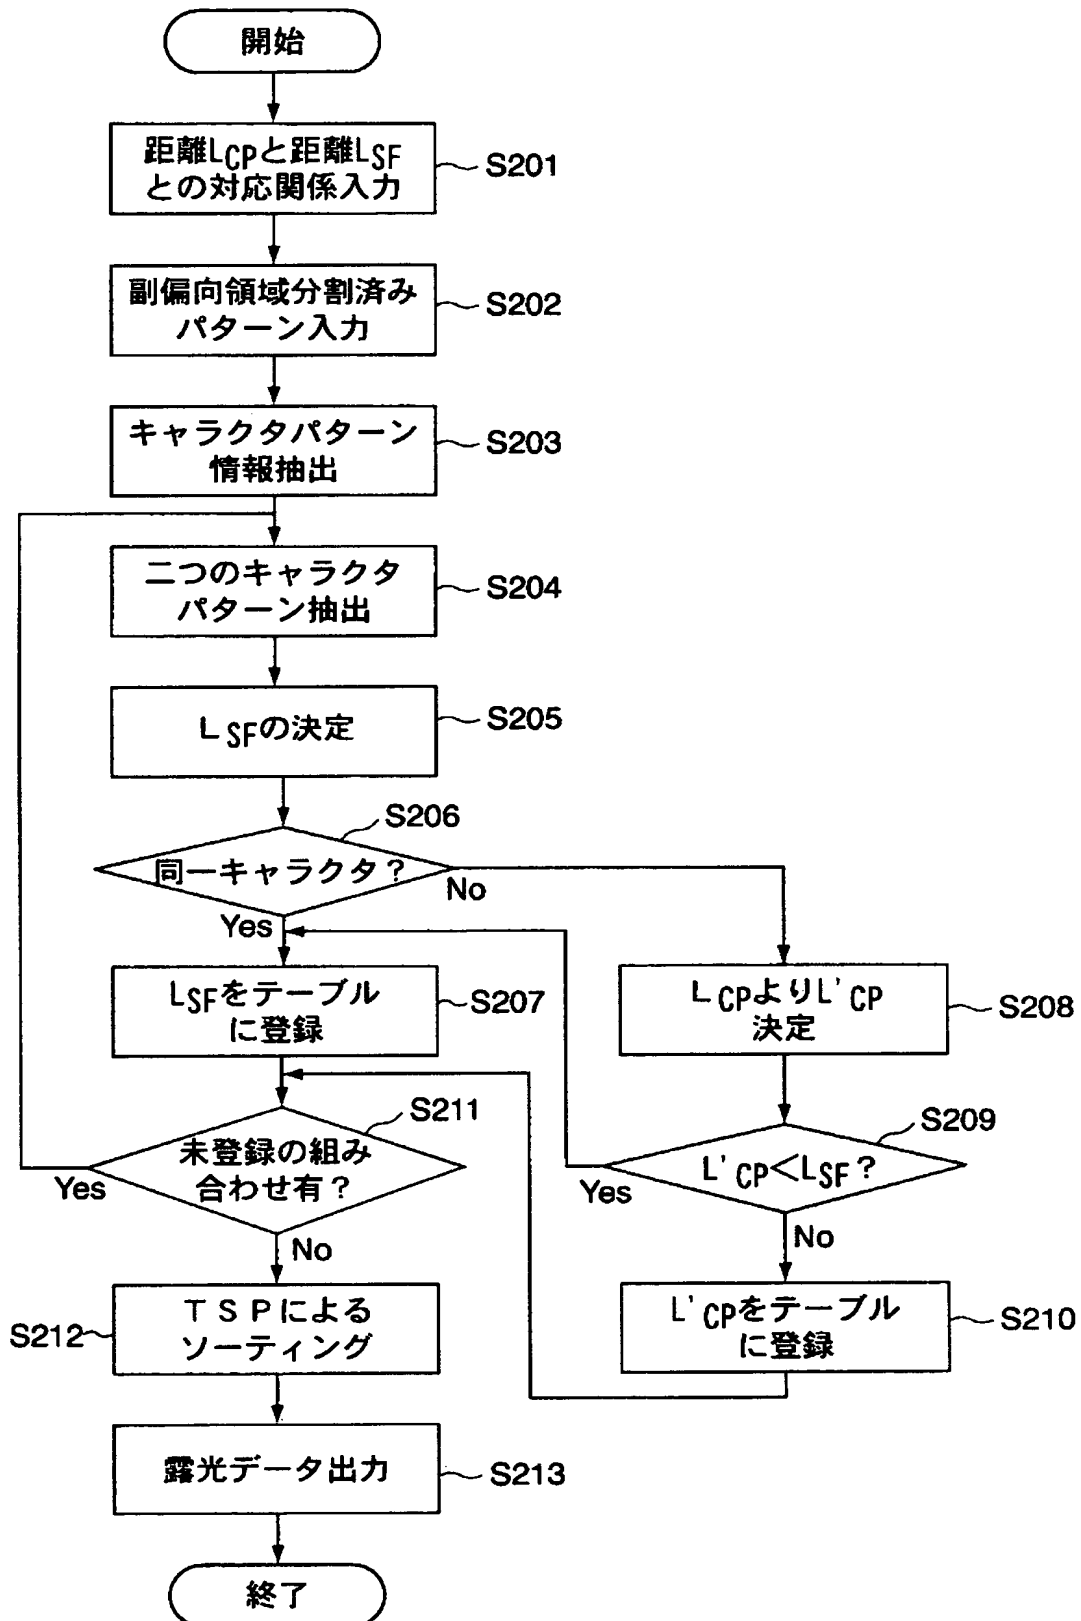 開始
距離LCPと距離LSF
との対応関係入力
S201
副偏向領域分割済み
パターン入力
S202
キャラクタパターン
情報抽出
S203
二つのキャラクタ
パターン抽出
S204
LSFの決定
S205
S206
同一キャラクタ?
No
Yes
LSFをテーブル
に登録
S207
LCPよりL'CP
決定
S208
S211
未登録の組み
合わせ有?
Yes
No
S209
L'CP<LSF?
Yes
No
TSPによる
ソーティング
S212
L'CPをテーブル
に登録
S210
露光データ出力
S213
終了